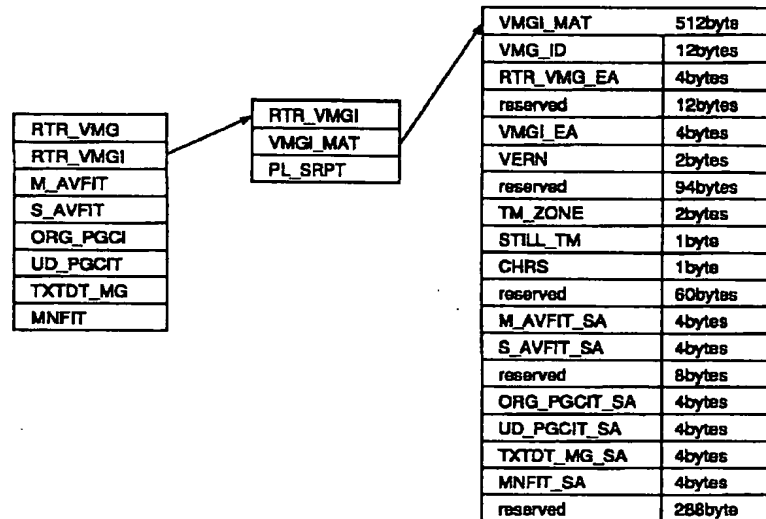 RTR_VMG
RTR_VMGI
M_AVFIT
S_AVFIT
ORG_PGCI
UD_PGCIT
TXTDT_MG
MNFIT
RTR_VMGI
VMGI_MAT
PL_SRPT
VMGI_MAT 512byte
VMG_ID 12bytes
RTR_VMG_EA 4bytes
reserved 12bytes
VMGI_EA 4bytes
VERN 2bytes
reserved 94bytes
TM_ZONE 2bytes
STILL_TM 1byte
CHRS 1byte
reserved 60bytes
M_AVFIT_SA 4bytes
S_AVFIT_SA 4bytes
reserved 8bytes
ORG_PGCIT_SA 4bytes
UD_PGCIT_SA 4bytes
TXTDT_MG_SA 4bytes
MNFIT_SA 4bytes
reserved 288byte